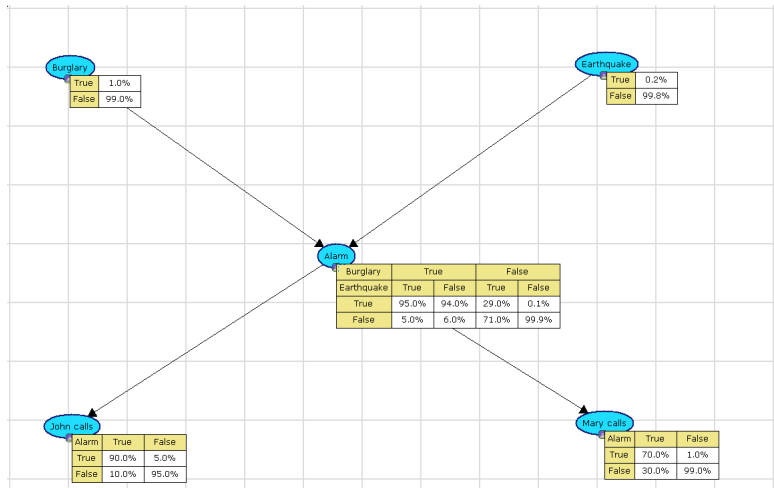 Burglary
True 1.0%
False 99.0%
Earthquake
True 0.2%
False 99.8%
Alarm
Burglary True False
Earthquake True False True False
True 95.0% 94.0% 29.0% 0.1%
False 5.0% 6.0% 71.0% 99.9%
John calls
Alarm True False
True 90.0% 5.0%
False 10.0% 95.0%
Mary calls
Alarm True False
True 70.0% 1.0%
False 30.0% 99.0%